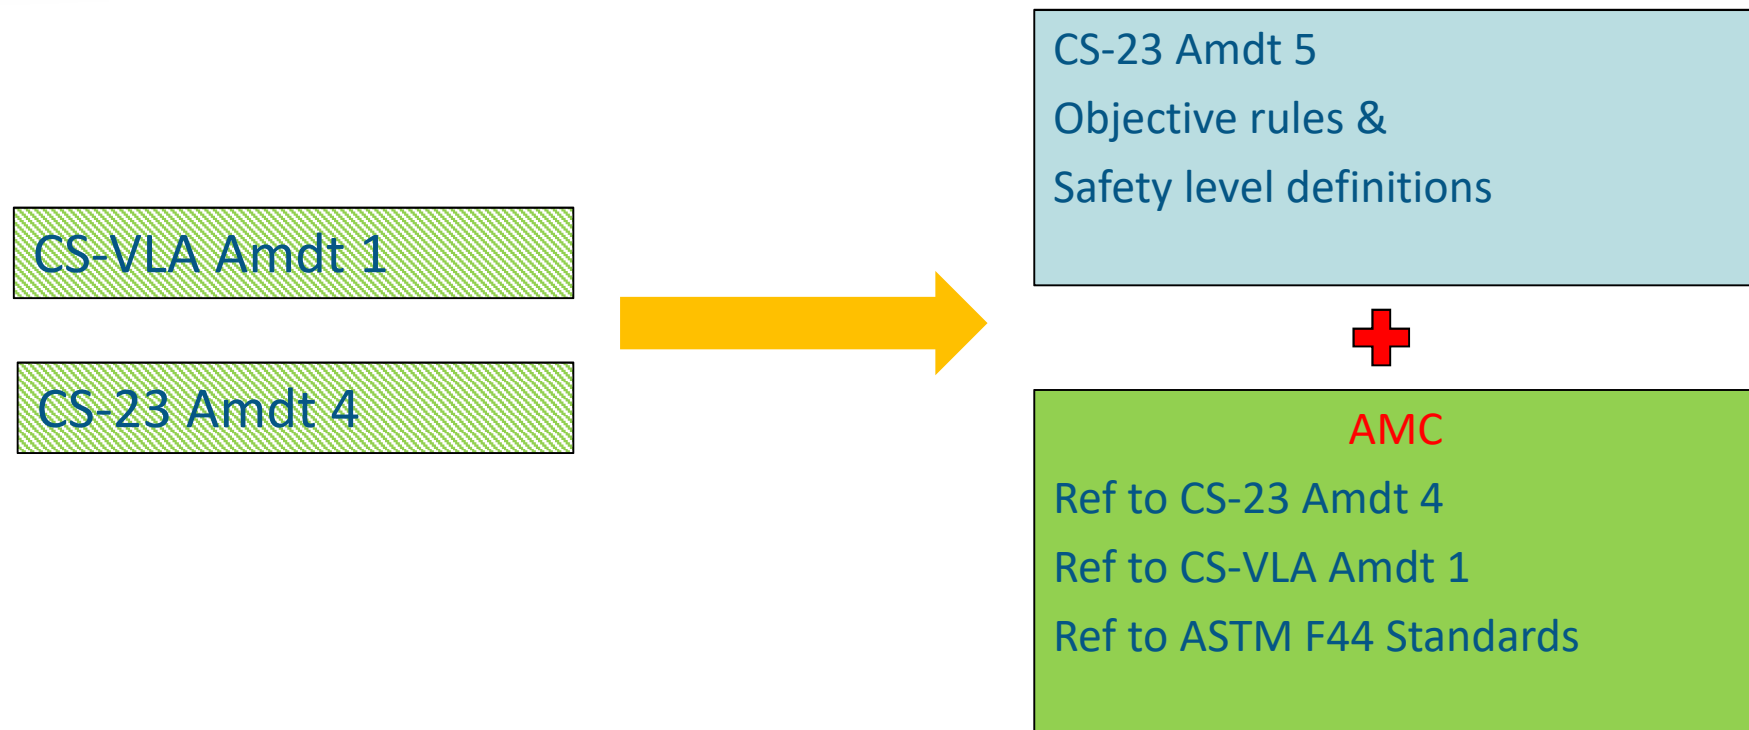 CS-VLA Amdt 1
CS-23 Amdt 4
CS-23 Amdt 5
Objective rules &
Safety level definitions
AMC
Ref to CS-23 Amdt 4
Ref to CS-VLA Amdt 1
Ref to ASTM F44 Standards